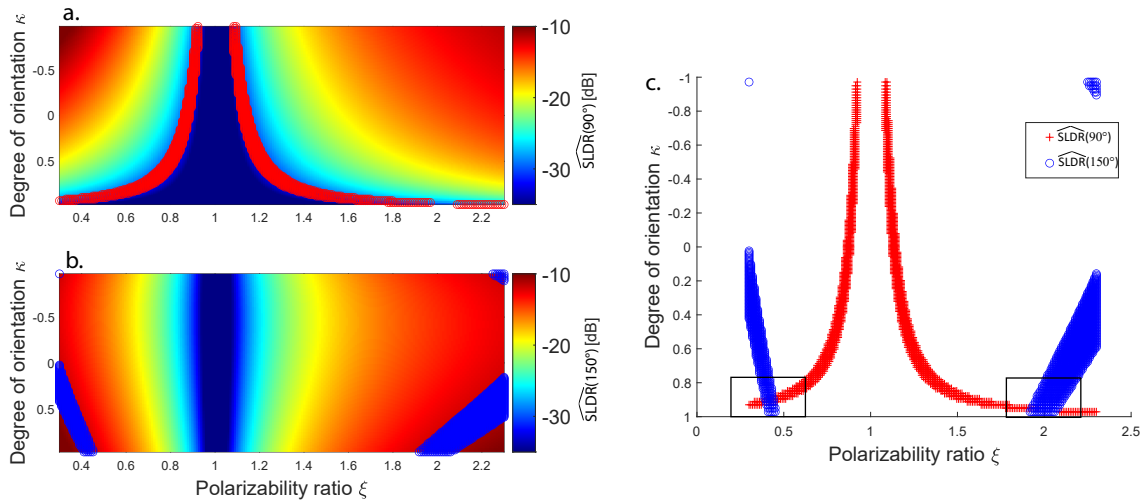 a.
Degree of orientation κ
-0.5
0
0.5
0.4 0.6 0.8 1 1.2 1.4 1.6 1.8 2 2.2
-10
-20
-30
SLDR(90°) [dB]
b.
Degree of orientation κ
-0.5
0
0.5
0.4 0.6 0.8 1 1.2 1.4 1.6 1.8 2 2.2
Polarizability ratio ξ
-10
-20
-30
SLDR(150°) [dB]
c.
Degree of orientation κ
-1
-0.8
-0.6
-0.4
-0.2
0
0.2
0.4
0.6
0.8
1
0 0.5 1 1.5 2 2.5
Polarizability ratio ξ
SLDR(90°)
SLDR(150°)